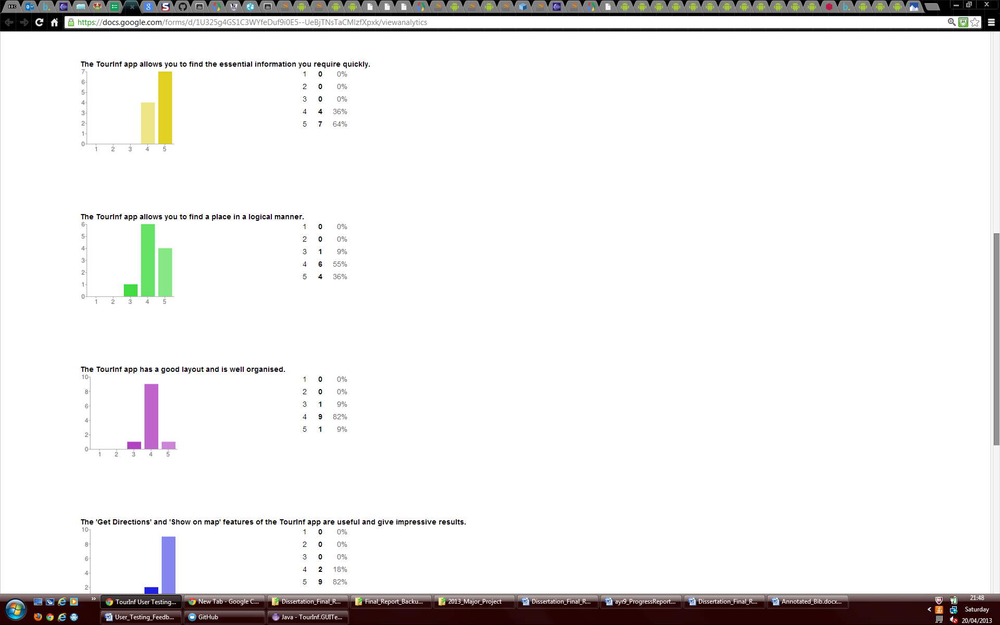 BBC
https://docs.google.com/forms/d/1U325g4GS1C3WYfeDuf9i0E5--UeBjTNsTaCMlzfXpxk/viewanalytics
The TourInf app allows you to find the essential information you require quickly.
7
6
5
4
3
2
1
0
1 2 3 4 5
1 0 0%
2 0 0%
3 0 0%
4 4 36%
5 7 64%
The TourInf app allows you to find a place in a logical manner.
6
5
4
3
2
1
0
1 2 3 4 5
1 0 0%
2 0 0%
3 1 9%
4 6 55%
5 4 36%
The TourInf app has a good layout and is well organised.
10
8
6
4
2
0
1 2 3 4 5
1 0 0%
2 0 0%
3 1 9%
4 9 82%
5 1 9%
The 'Get Directions' and 'Show on map' features of the TourInf app are useful and give impressive results.
10
8
6
4
2
1 0 0%
2 0 0%
3 0 0%
4 2 18%
5 9 82%
TourInf User Testing... New Tab - Google C... Dissertation_Final_R... Final_Report_Backu... 2013_Major_Project Dissertation_Final_R... ayr9_ProgressReport... Dissertation_Final_R... Annotated_Bib.docx...
User_Testing_Feedb... GitHub Java - TourInf.GUITe...
21:48
Saturday
20/04/2013